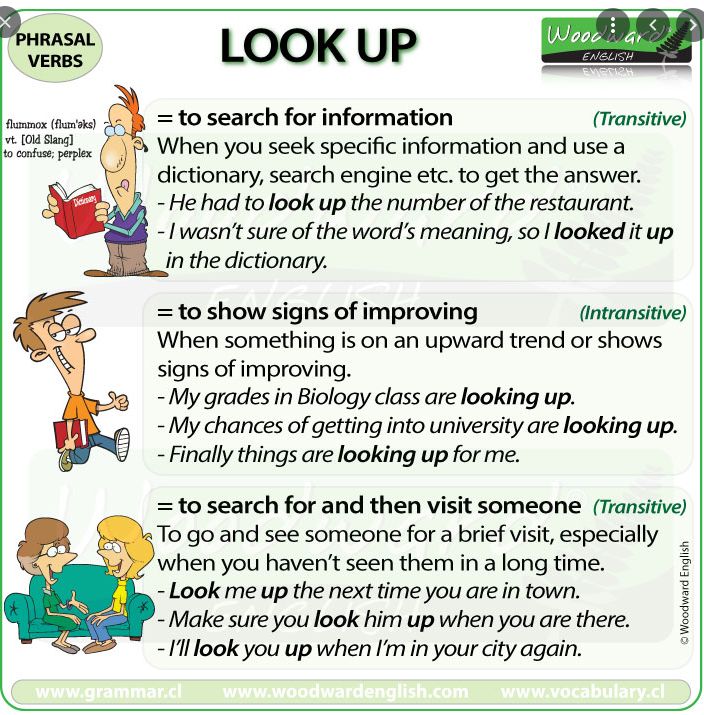 PHRASAL
VERBS
LOOK UP
Woodward®
ENGLISH
flummox (flum'əks)
vt. [Old Slang]
to confuse; perplex
Dictionary
= to search for information (Transitive)
When you seek specific information and use a
dictionary, search engine etc. to get the answer.
- He had to look up the number of the restaurant.
- I wasn't sure of the word's meaning, so I looked it up
in the dictionary.
= to show signs of improving (Intransitive)
When something is on an upward trend or shows
signs of improving.
- My grades in Biology class are looking up.
- My chances of getting into university are looking up.
- Finally things are looking up for me.
= to search for and then visit someone (Transitive)
To go and see someone for a brief visit, especially
when you haven't seen them in a long time.
- Look me up the next time you are in town.
- Make sure you look him up when you are there.
- I'll look you up when I'm in your city again.
© Woodward English
www.grammar.cl www.woodwardenglish.com www.vocabulary.cl